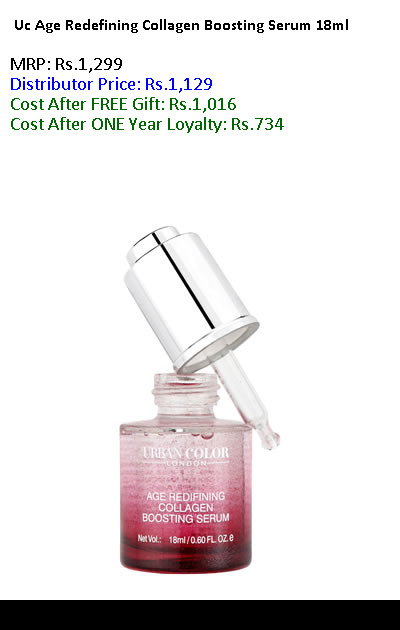 Uc Age Redefining Collagen Boosting Serum 18ml
MRP: Rs.1,299
Distributor Price: Rs.1,129
Cost After FREE Gift: Rs.1,016
Cost After ONE Year Loyalty: Rs.734
URBAN COLOR
LONDON
AGE REDIFINING
COLLAGEN
BOOSTING SERUM
Net Vol.: 18ml / 0.60 FL. OZ. e